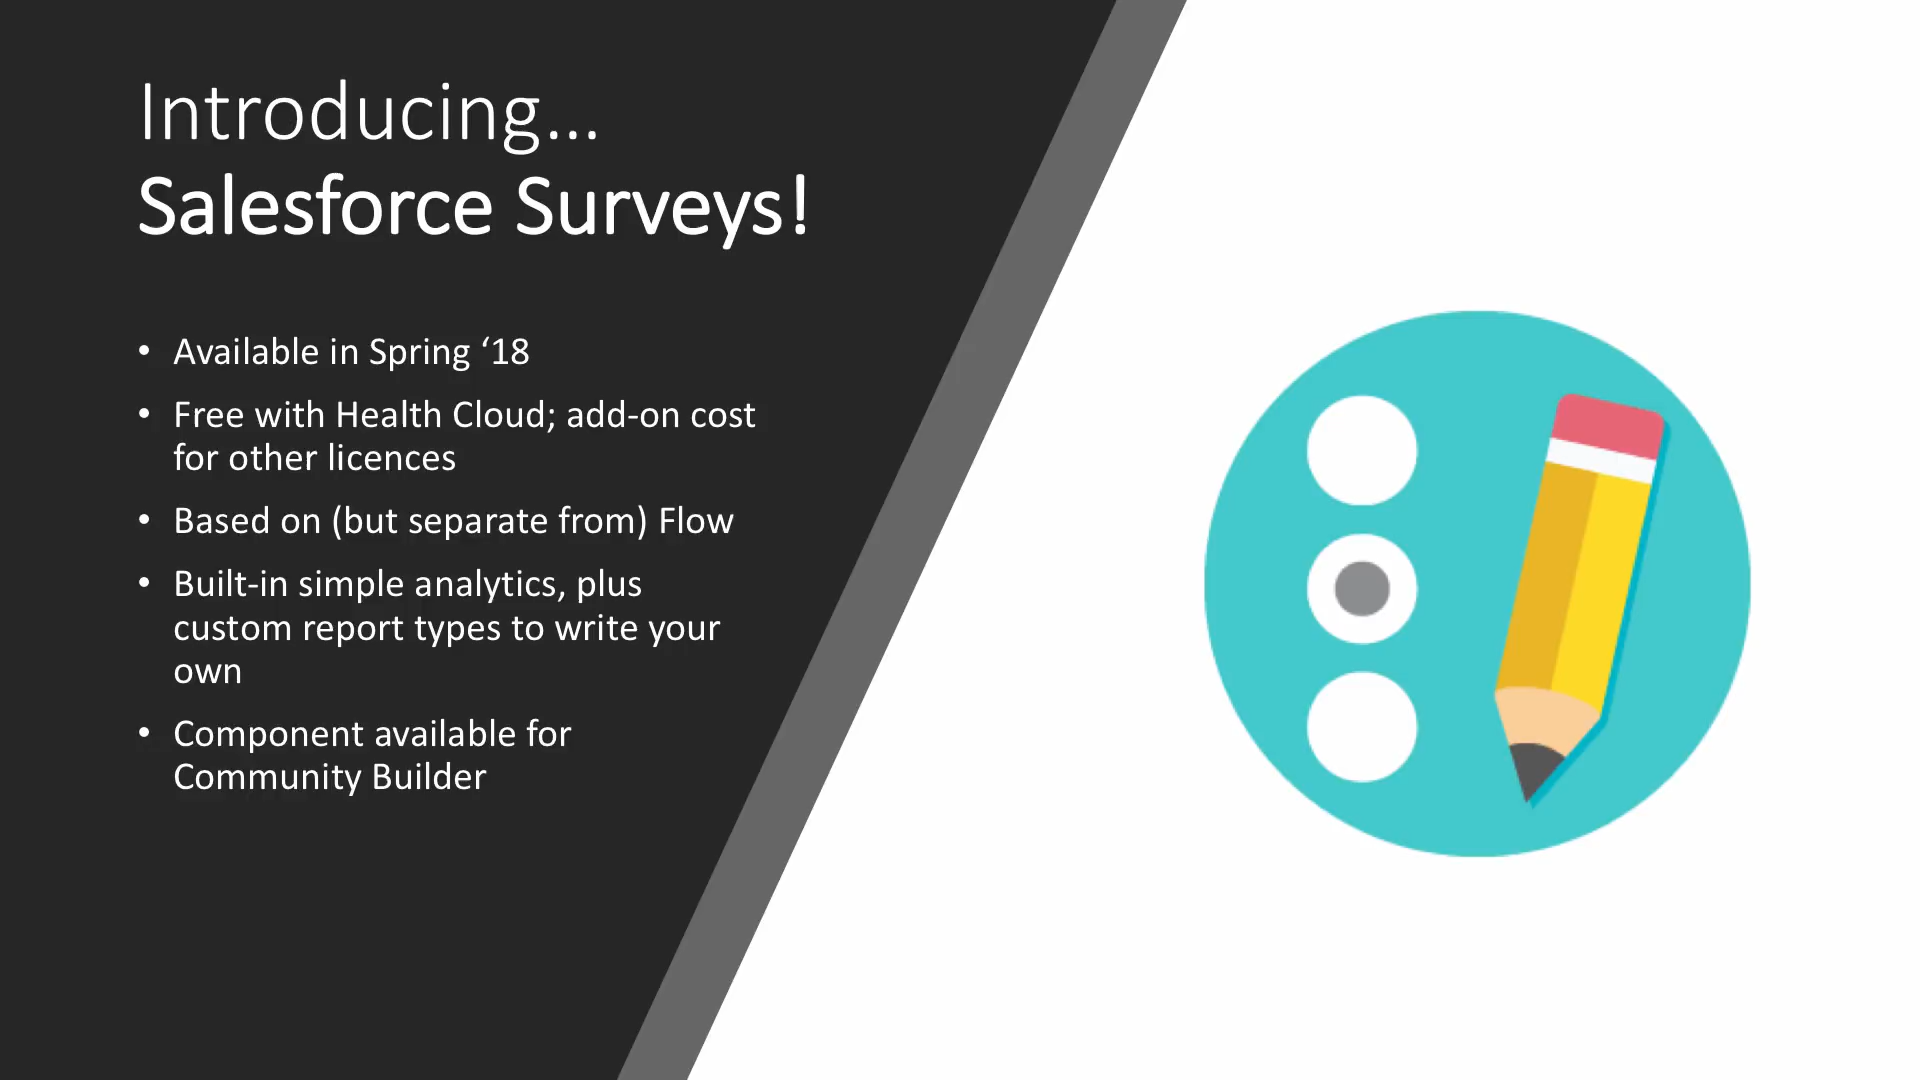 Introducing...
Salesforce Surveys!
• Available in Spring ‘18
• Free with Health Cloud; add-on cost
for other licences
• Based on (but separate from) Flow
• Built-in simple analytics, plus
custom report types to write your
own
• Component available for
Community Builder